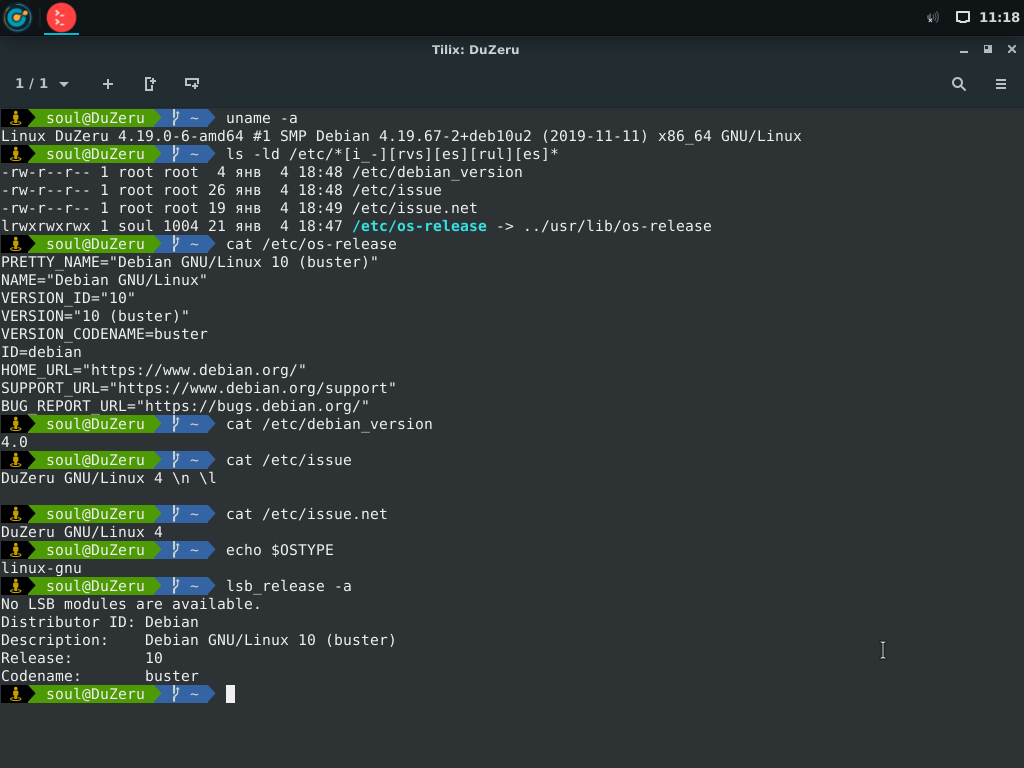 11:18
Tilix: DuZeru
1 / 1
soul@DuZeru ~ uname -a
Linux DuZeru 4.19.0-6-amd64 #1 SMP Debian 4.19.67-2+deb10u2 (2019-11-11) x86_64 GNU/Linux
soul@DuZeru ~ ls -ld /etc/*[i_-][rvs][es][rul][es]*
-rw-r--r-- 1 root root  4 янв  4 18:48 /etc/debian_version
-rw-r--r-- 1 root root 26 янв  4 18:48 /etc/issue
-rw-r--r-- 1 root root 19 янв  4 18:49 /etc/issue.net
lrwxrwxrwx 1 soul 1004 21 янв  4 18:47 /etc/os-release -> ../usr/lib/os-release
soul@DuZeru ~ cat /etc/os-release
PRETTY_NAME="Debian GNU/Linux 10 (buster)"
NAME="Debian GNU/Linux"
VERSION_ID="10"
VERSION="10 (buster)"
VERSION_CODENAME=buster
ID=debian
HOME_URL="https://www.debian.org/"
SUPPORT_URL="https://www.debian.org/support"
BUG_REPORT_URL="https://bugs.debian.org/"
soul@DuZeru ~ cat /etc/debian_version
4.0
soul@DuZeru ~ cat /etc/issue
DuZeru GNU/Linux 4 \n \l
soul@DuZeru ~ cat /etc/issue.net
DuZeru GNU/Linux 4
soul@DuZeru ~ echo $OSTYPE
linux-gnu
soul@DuZeru ~ lsb_release -a
No LSB modules are available.
Distributor ID: Debian
Description:    Debian GNU/Linux 10 (buster)
Release:        10
Codename:       buster
soul@DuZeru ~